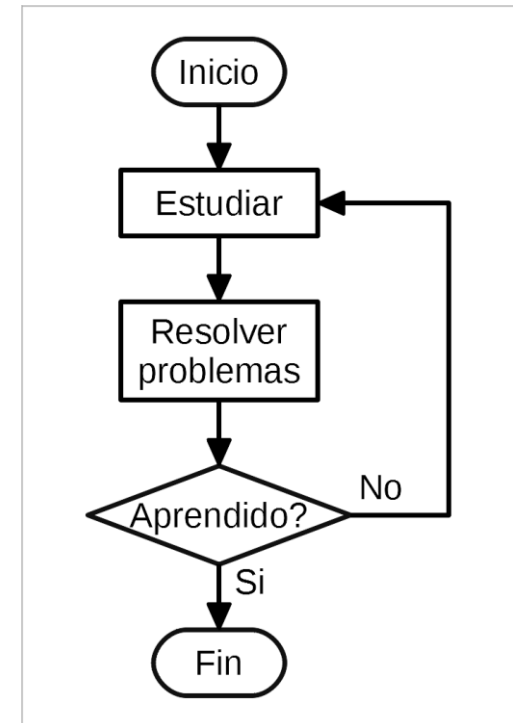 Inicio
Estudiar
Resolver
problemas
Aprendido?
No
Si
Fin